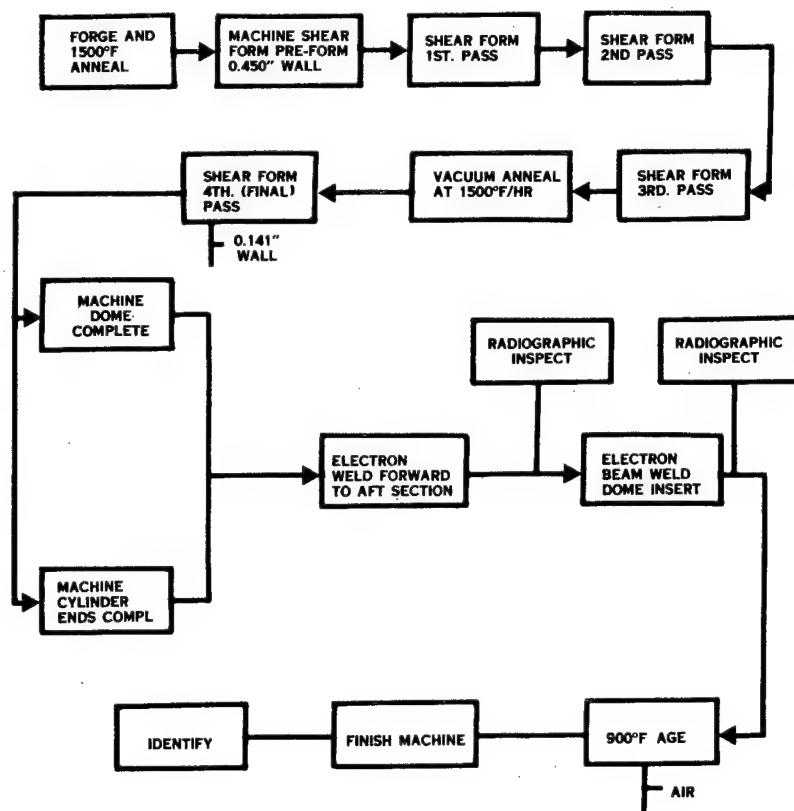 FORGE AND
1500°F
ANNEAL
MACHINE SHEAR
FORM PRE-FORM
0.450" WALL
SHEAR FORM
1ST. PASS
SHEAR FORM
2ND PASS
SHEAR FORM
4TH. (FINAL)
PASS
VACUUM ANNEAL
AT 1500°F/HR
SHEAR FORM
3RD. PASS
0.141"
WALL
MACHINE
DOME
COMPLETE
RADIOGRAPHIC
INSPECT
RADIOGRAPHIC
INSPECT
ELECTRON
WELD FORWARD
TO AFT SECTION
ELECTRON
BEAM WELD
DOME INSERT
MACHINE
CYLINDER
ENDS COMPL
IDENTIFY
FINISH MACHINE
900°F AGE
AIR